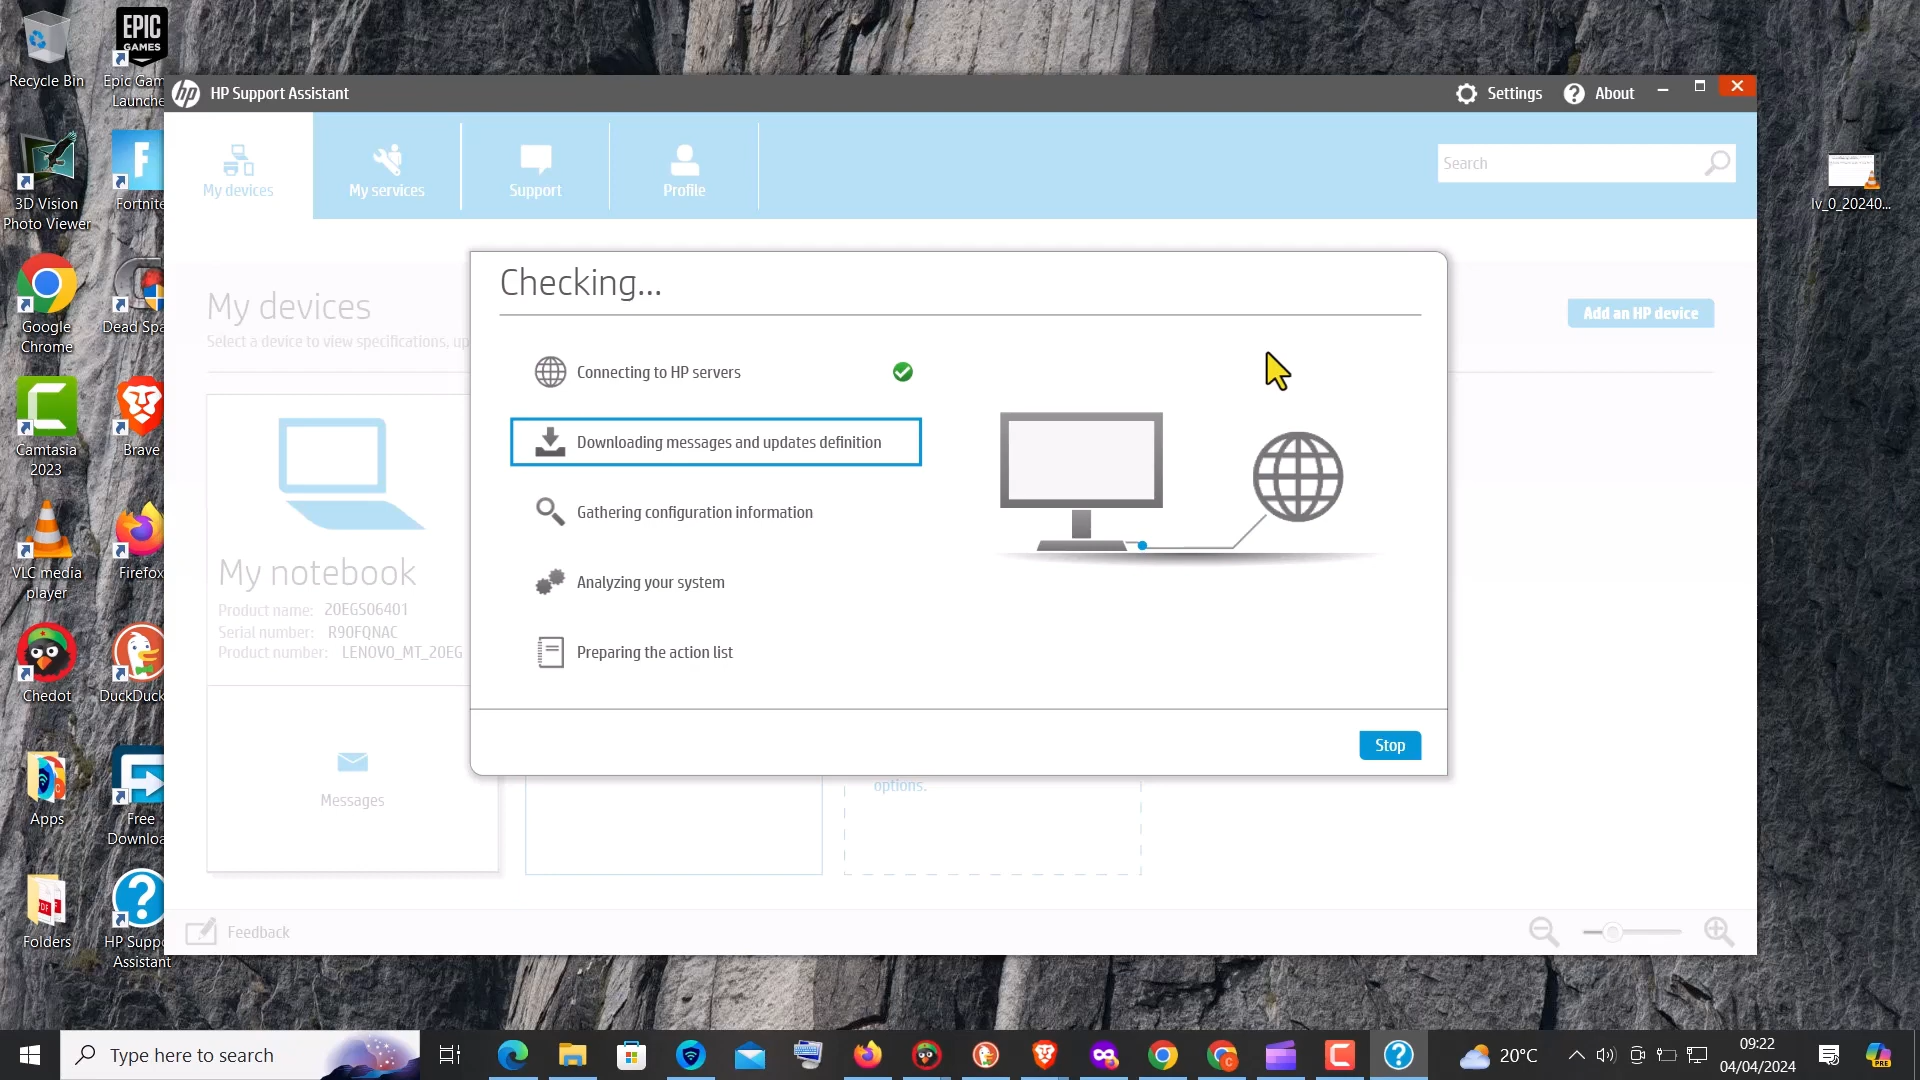 Recycle Bin
EPIC
GAMES
Epic Gam
Launche
3D Vision
Photo Viewer
Fortnite
Google
Chrome
Dead Spa
Camtasia
2023
Brave
VLC media
player
Firefox
Chedot
DuckDuck
Apps
Free
Downloa
Folders
HP Suppo
Assistant
lv_0_20240...
hp
HP Support Assistant
Settings
About
My devices
My services
Support
Profile
Search
My devices
Select a device to view specifications, up
Add an HP device
My notebook
Product name: 20EGS06401
Serial number: R90FQNAC
Product number: LENOVO_MT_20EG
Messages
options.
Checking...
Connecting to HP servers
Downloading messages and updates definition
Gathering configuration information
Analyzing your system
Preparing the action list
Stop
Feedback
Type here to search
20°C
09:22
04/04/2024
PRE